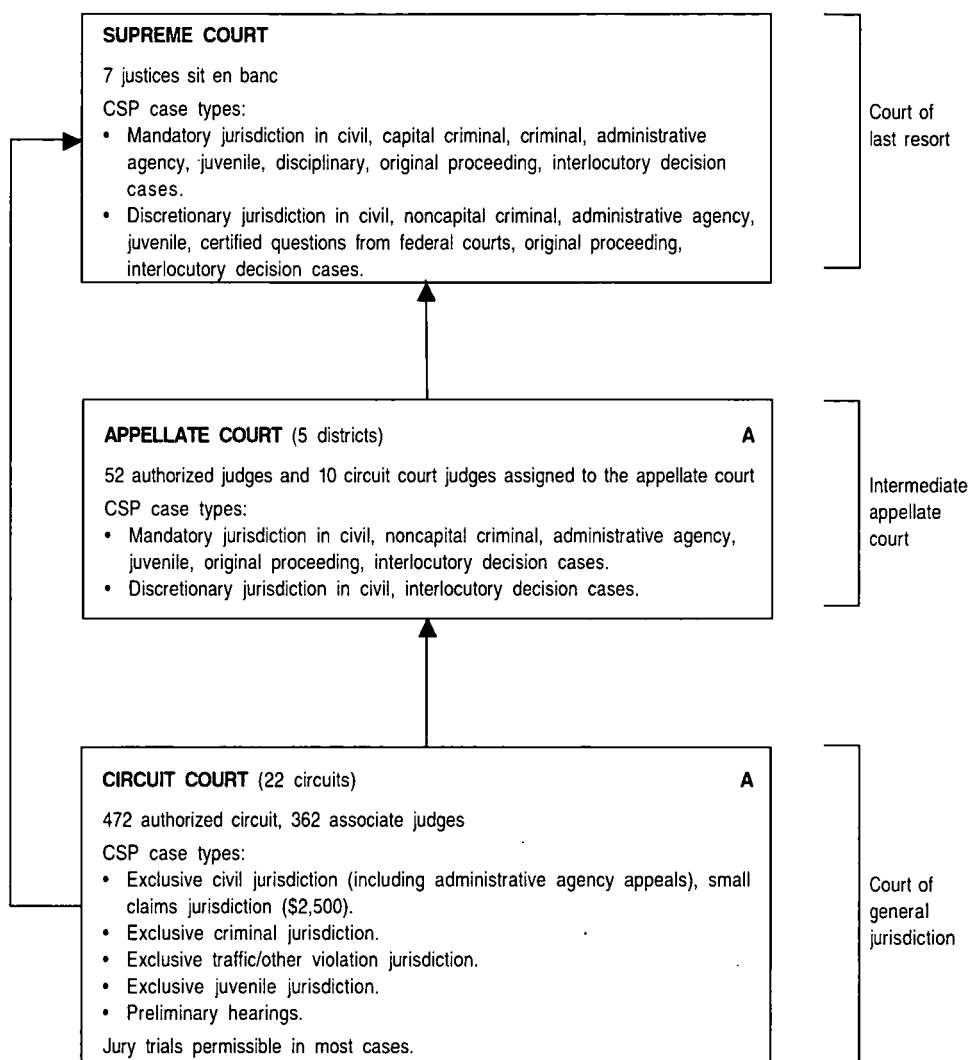 SUPREME COURT
7 justices sit en banc
CSP case types:
• Mandatory jurisdiction in civil, capital criminal, criminal, administrative
agency, juvenile, disciplinary, original proceeding, interlocutory decision
cases.
• Discretionary jurisdiction in civil, noncapital criminal, administrative agency,
juvenile, certified questions from federal courts, original proceeding,
interlocutory decision cases.
Court of
last resort
APPELLATE COURT (5 districts) A
52 authorized judges and 10 circuit court judges assigned to the appellate court
CSP case types:
• Mandatory jurisdiction in civil, noncapital criminal, administrative agency,
juvenile, original proceeding, interlocutory decision cases.
• Discretionary jurisdiction in civil, interlocutory decision cases.
Intermediate
appellate
court
CIRCUIT COURT (22 circuits) A
472 authorized circuit, 362 associate judges
CSP case types:
• Exclusive civil jurisdiction (including administrative agency appeals), small
claims jurisdiction ($2,500).
• Exclusive criminal jurisdiction.
• Exclusive traffic/other violation jurisdiction.
• Exclusive juvenile jurisdiction.
• Preliminary hearings.
Jury trials permissible in most cases.
Court of
general
jurisdiction